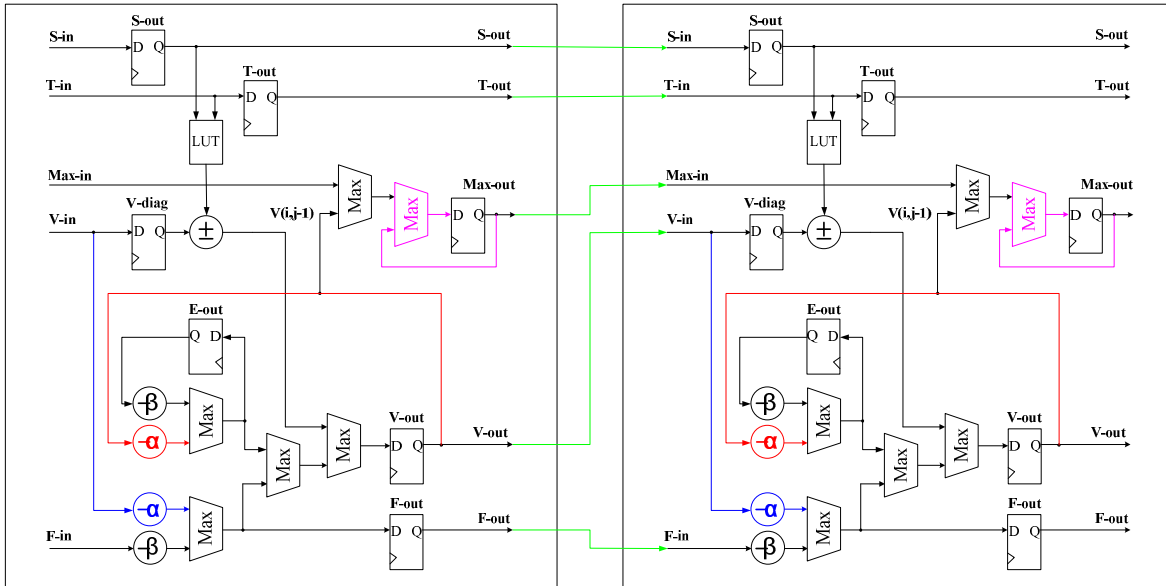 S-out
S-in
D Q
S-out
T-in
T-out
D Q
T-out
LUT
Max-in
Max
Max
Max-out
D Q
V(i,j-1)
V-in
V-diag
D Q
±
E-out
Q D
-β
Max
-α
Max
Max
V-out
D Q
V-out
-α
Max
F-in
-β
F-out
D Q
F-out
S-out
S-in
D Q
S-out
T-in
T-out
D Q
T-out
LUT
Max-in
Max
Max
Max-out
D Q
V(i,j-1)
V-in
V-diag
D Q
±
E-out
Q D
-β
Max
-α
Max
Max
V-out
D Q
V-out
-α
Max
F-in
-β
F-out
D Q
F-out